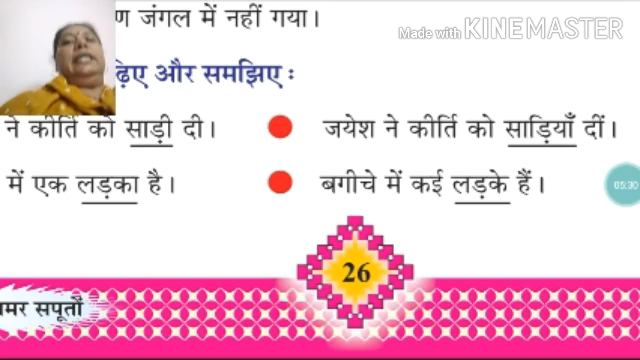 ण जंगल में नहीं गया।
Made with KINEMASTER
ढ़िए और समझिए :
ने कीर्ति को साड़ी दी।
जयेश ने कीर्ति को साड़ियाँ दीं।
में एक लड़का है।
बगीचे में कई लड़के हैं।
05:30
26
मर सपूतों